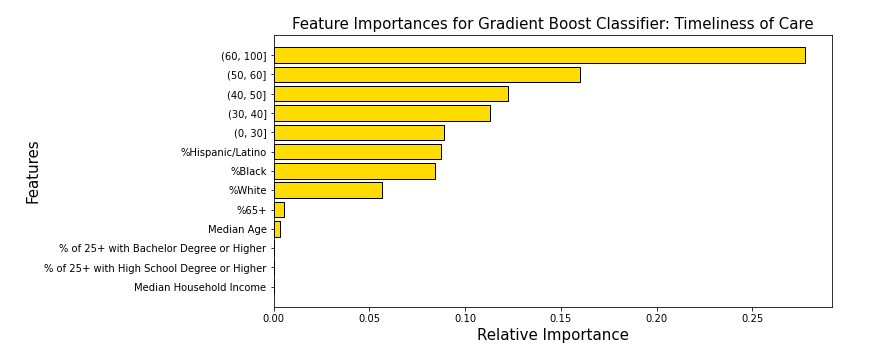 Feature Importances for Gradient Boost Classifier: Timeliness of Care
Features
(60, 100]
(50, 60]
(40, 50]
(30, 40]
(0, 30]
%Hispanic/Latino
%Black
%White
%65+
Median Age
% of 25+ with Bachelor Degree or Higher
% of 25+ with High School Degree or Higher
Median Household Income
0.00 0.05 0.10 0.15 0.20 0.25
Relative Importance